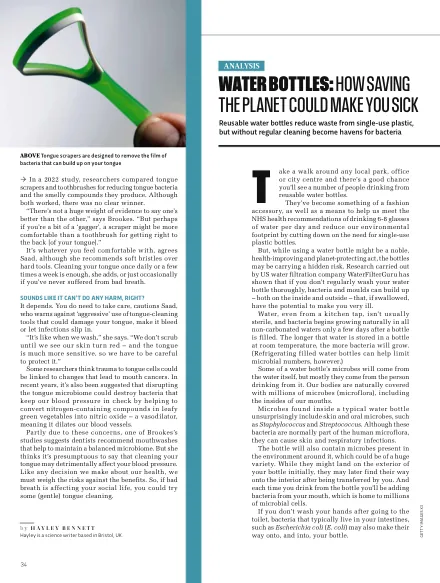 ABOVE Tongue scrapers are designed to remove the film of
bacteria that can build up on your tongue
→ In a 2022 study, researchers compared tongue
scrapers and toothbrushes for reducing tongue bacteria
and the smelly compounds they produce. Although
both worked, there was no clear winner.
“There’s not a huge weight of evidence to say one’s
better than the other,” says Brookes. “But perhaps
if you’re a bit of a ‘gagger’, a scraper might be more
comfortable than a toothbrush for getting right to
the back [of your tongue].”
It’s whatever you feel comfortable with, agrees
Saad, although she recommends soft bristles over
hard tools. Cleaning your tongue once daily or a few
times a week is enough, she adds, or just occasionally
if you’ve never suffered from bad breath.
SOUNDS LIKE IT CAN’T DO ANY HARM, RIGHT?
It depends. You do need to take care, cautions Saad,
who warns against ‘aggressive’ use of tongue-cleaning
tools that could damage your tongue, make it bleed
or let infections slip in.
“It’s like when we wash,” she says. “We don’t scrub
until we see our skin turn red – and the tongue
is much more sensitive, so we have to be careful
to protect it.”
Some researchers think trauma to tongue cells could
be linked to changes that lead to mouth cancers. In
recent years, it’s also been suggested that disrupting
the tongue microbiome could destroy bacteria that
keep our blood pressure in check by helping to
convert nitrogen-containing compounds in leafy
green vegetables into nitric oxide – a vasodilator,
meaning it dilates our blood vessels.
Partly due to these concerns, one of Brookes’s
studies suggests dentists recommend mouthwashes
that help to maintain a balanced microbiome. But she
thinks it’s presumptuous to say that cleaning your
tongue may detrimentally affect your blood pressure.
Like any decision we make about our health, we
must weigh the risks against the benefits. So, if bad
breath is affecting your social life, you could try
some (gentle) tongue cleaning.
by HAYLEY BENNETT
Hayley is a science writer based in Bristol, UK
34
ANALYSIS
WATER BOTTLES: HOW SAVING
THE PLANET COULD MAKE YOU SICK
Reusable water bottles reduce waste from single-use plastic,
but without regular cleaning become havens for bacteria
Take a walk around any local park, office
or city centre and there’s a good chance
you’ll see a number of people drinking from
reusable water bottles.
They’ve become something of a fashion
accessory, as well as a means to help us meet the
NHS health recommendations of drinking 6-8 glasses
of water per day and reduce our environmental
footprint by cutting down on the need for single-use
plastic bottles.
But, while using a water bottle might be a noble,
health-improving and planet-protecting act, the bottles
may be carrying a hidden risk. Research carried out
by US water filtration company WaterFilterGuru has
shown that if you don’t regularly wash your water
bottle thoroughly, bacteria and moulds can build up
– both on the inside and outside – that, if swallowed,
have the potential to make you very ill.
Water, even from a kitchen tap, isn’t usually
sterile, and bacteria begins growing naturally in all
non-carbonated waters only a few days after a bottle
is filled. The longer water is stored in a bottle
at room temperature, the more bacteria will grow.
(Refrigerating filled water bottles can help limit
microbial numbers, however.)
Some of a water bottle’s microbes will come from
the water itself, but mostly they come from the person
drinking from it. Our bodies are naturally covered
with millions of microbes (microflora), including
the insides of our mouths.
Microbes found inside a typical water bottle
unsurprisingly include skin and oral microbes, such
as Staphylococcus and Streptococcus. Although these
bacteria are normally part of the human microflora,
they can cause skin and respiratory infections.
The bottle will also contain microbes present in
the environment around it, which could be of a huge
variety. While they might land on the exterior of
your bottle initially, they may later find their way
onto the interior after being transferred by you. And
each time you drink from the bottle you’ll be adding
bacteria from your mouth, which is home to millions
of microbial cells.
If you don’t wash your hands after going to the
toilet, bacteria that typically live in your intestines,
such as Escherichia coli (E. coli) may also make their
way onto, and into, your bottle.